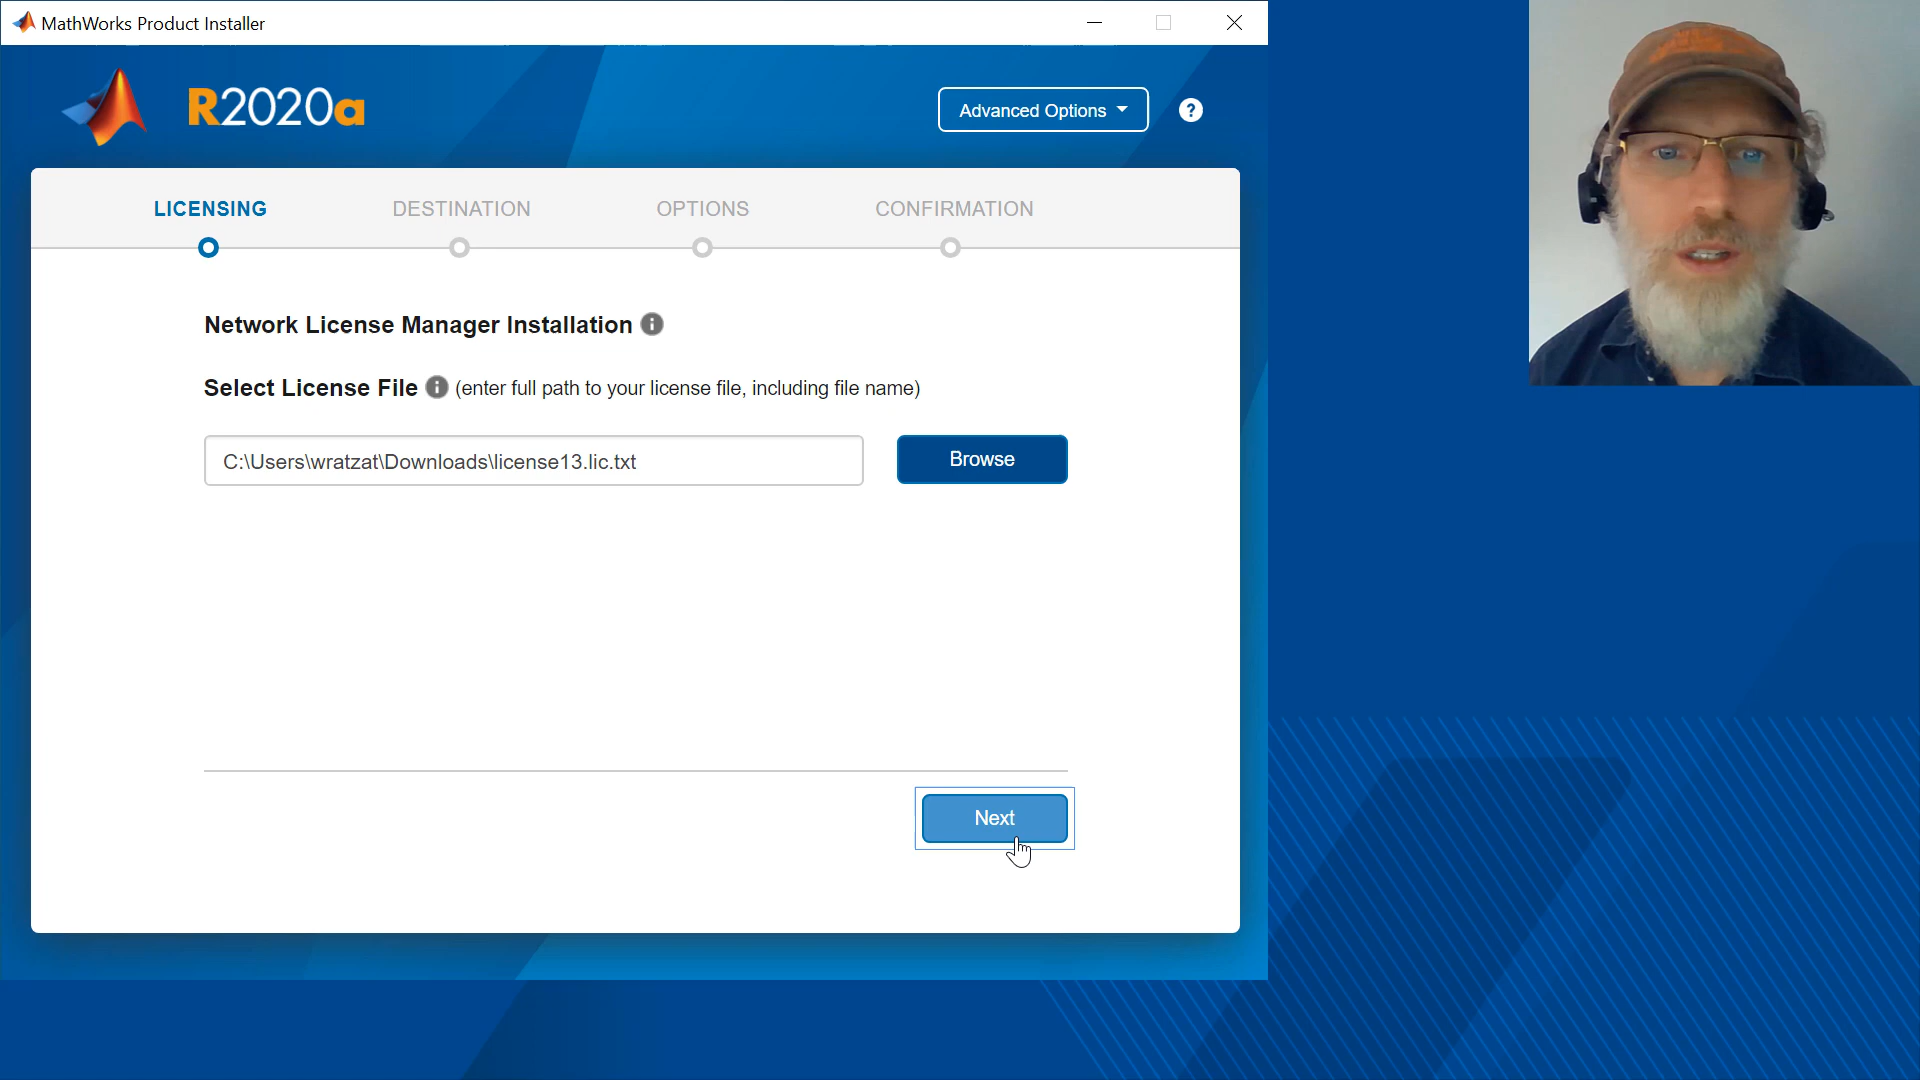 MathWorks Product Installer
R2020a
Advanced Options
?
LICENSING
DESTINATION
OPTIONS
CONFIRMATION
Network License Manager Installation i
Select License File i (enter full path to your license file, including file name)
C:\Users\wratzat\Downloads\license13.lic.txt
Browse
Next